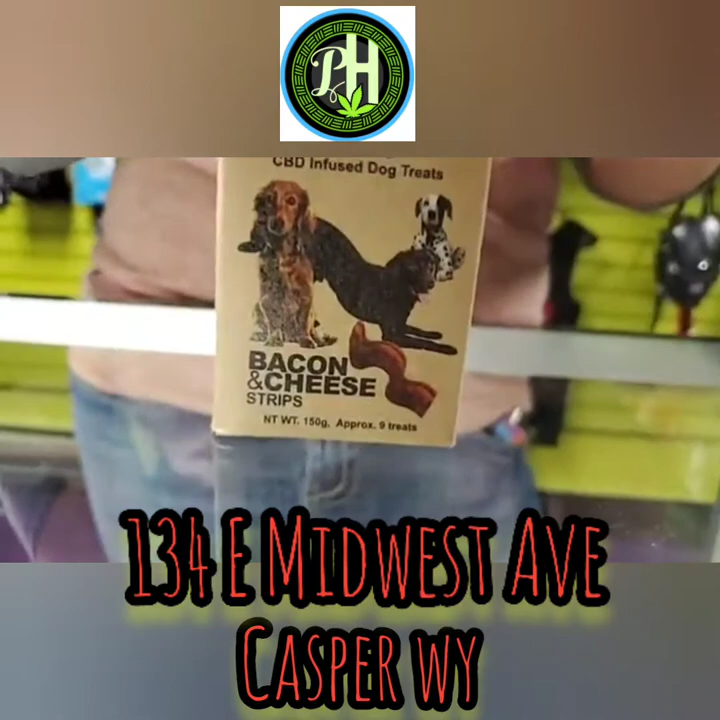 PH
CBD Infused Dog Treats
BACON
&CHEESE
STRIPS
NT WT. 150g. Approx. 9 treats
134 E Midwest Ave
Casper wy